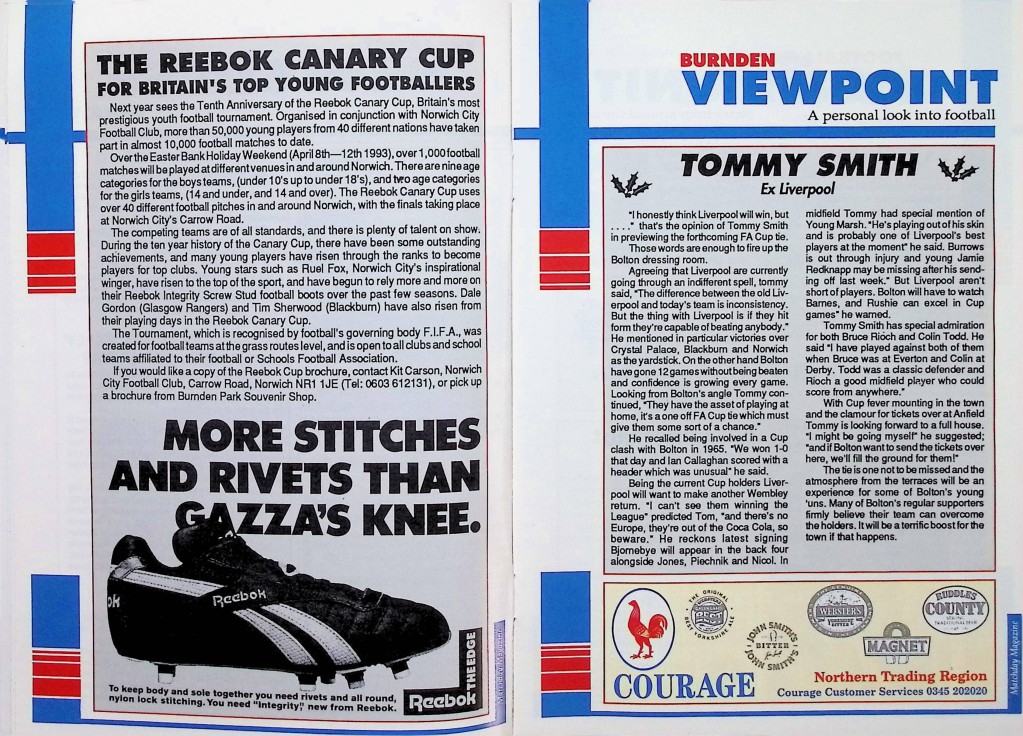 THE REEBOK CANARY CUP
FOR BRITAIN'S TOP YOUNG FOOTBALLERS
Next year sees the Tenth Anniversary of the Reebok Canary Cup, Britain's most
prestigious youth football tournament. Organised in conjunction with Norwich City
Football Club, more than 50,000 young players from 40 different nations have taken
part in almost 10,000 football matches to date.
Over the Easter Bank Holiday Weekend (April 8th—12th 1993), over 1,000 football
matches will be played at different venues in and around Norwich. There are nine age
categories for the boys teams, (under 10's up to under 18's), and two age categories
for the girls teams, (14 and under, and 14 and over). The Reebok Canary Cup uses
over 40 different football pitches in and around Norwich, with the finals taking place
at Norwich City's Carrow Road.
The competing teams are of all standards, and there is plenty of talent on show.
During the ten year history of the Canary Cup, there have been some outstanding
achievements, and many young players have risen through the ranks to become
players for top clubs. Young stars such as Ruel Fox, Norwich City's inspirational
winger, have risen to the top of the sport, and have begun to rely more and more on
their Reebok Integrity Screw Stud football boots over the past few seasons. Dale
Gordon (Glasgow Rangers) and Tim Sherwood (Blackburn) have also risen from
their playing days in the Reebok Canary Cup.
The Tournament, which is recognised by football's governing body F.I.F.A., was
created for football teams at the grass routes level, and is open to all clubs and school
teams affiliated to their football or Schools Football Association.
If you would like a copy of the Reebok Cup brochure, contact Kit Carson, Norwich
City Football Club, Carrow Road, Norwich NR1 1JE (Tel: 0603 612131), or pick up
a brochure from Burnden Park Souvenir Shop.
MORE STITCHES
AND RIVETS THAN
GAZZA'S KNEE.
ok
Reebok
To keep body and sole together you need rivets and all round,
nylon lock stitching. You need "Integrity," new from Reebok.
Reebok
THE EDGE
Matchday Magazine
BURNDEN
VIEWPOINT
A personal look into football
TOMMY SMITH
Ex Liverpool
"I honestly think Liverpool will win, but
. . . ." that's the opinion of Tommy Smith
in previewing the forthcoming FA Cup tie.
Those words are enough to fire up the
Bolton dressing room.
Agreeing that Liverpool are currently
going through an indifferent spell, tommy
said, "The difference between the old Liv-
erpool and today's team is inconsistency.
But the thing with Liverpool is if they hit
form they're capable of beating anybody."
He mentioned in particular victories over
Crystal Palace, Blackburn and Norwich
as the yardstick. On the other hand Bolton
have gone 12 games without being beaten
and confidence is growing every game.
Looking from Bolton's angle Tommy con-
tinued, "They have the asset of playing at
home, it's a one off FA Cup tie which must
give them some sort of a chance."
He recalled being involved in a Cup
clash with Bolton in 1965. "We won 1-0
that day and Ian Callaghan scored with a
header which was unusual" he said.
Being the current Cup holders Liver-
pool will want to make another Wembley
return. "I can't see them winning the
League" predicted Tom, "and there's no
Europe, they're out of the Coca Cola, so
beware." He reckons latest signing
Bjornebye will appear in the back four
alongside Jones, Piechnik and Nicol. In
midfield Tommy had special mention of
Young Marsh. "He's playing out of his skin
and is probably one of Liverpool's best
players at the moment" he said. Burrows
is out through injury and young Jamie
Redknapp may be missing after his send-
ing off last week." But Liverpool aren't
short of players. Bolton will have to watch
Barnes, and Rushie can excel in Cup
games" he warned.
Tommy Smith has special admiration
for both Bruce Rioch and Colin Todd. He
said "I have played against both of them
when Bruce was at Everton and Colin at
Derby. Todd was a classic defender and
Rioch a good midfield player who could
score from anywhere."
With Cup fever mounting in the town
and the clamour for tickets over at Anfield
Tommy is looking forward to a full house.
"I might be going myself" he suggested;
"and if Bolton want to send the tickets over
here, we'll fill the ground for them!"
The tie is one not to be missed and the
atmosphere from the terraces will be an
experience for some of Bolton's young
'uns. Many of Bolton's regular supporters
firmly believe their team can overcome
the holders. It will be a terrific boost for the
town if that happens.
COURAGE
THE ORIGINAL
BEST YORKSHIRE ALE
JOHN SMITH'S
BITTER
JOHN SMITH'S
WEBSTER'S
YORKSHIRE
BITTER
MAGNET
RUDDLES
COUNTY
Northern Trading Region
Courage Customer Services 0345 202020
Matchday Magazine